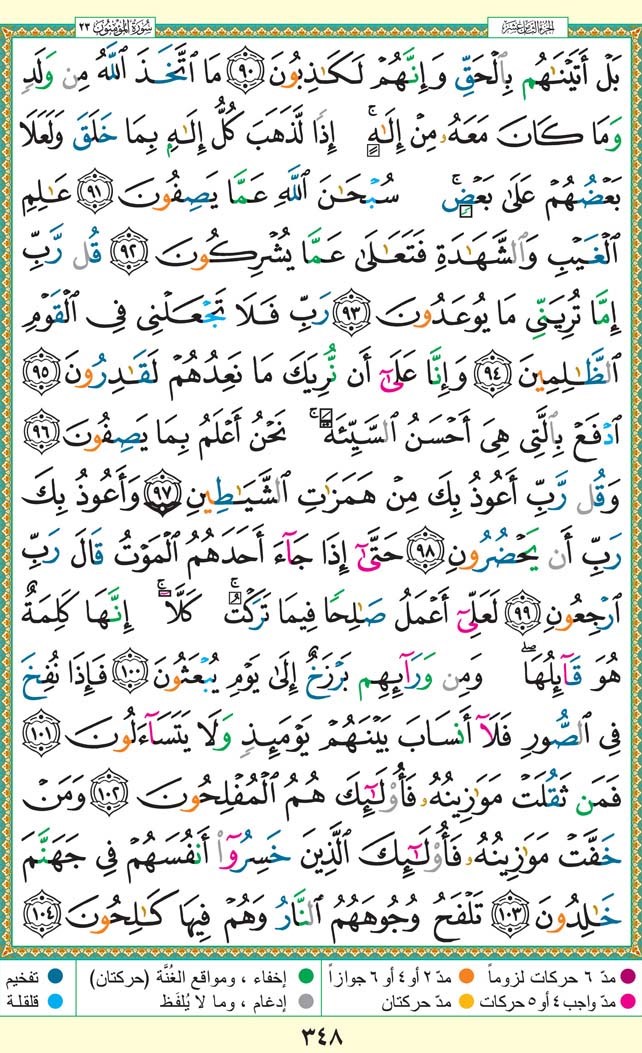 سُورَةُ المُؤْمِنُون ٢٣
الجزء الثامن عشر
بَلْ أَتَيْنَٰهُم بِٱلْحَقِّ وَإِنَّهُمْ لَكَٰذِبُونَ ٩٠ مَا ٱتَّخَذَ ٱللَّهُ مِن وَلَدٍ
وَمَا كَانَ مَعَهُۥ مِنْ إِلَٰهٍ ۚ إِذًا لَّذَهَبَ كُلُّ إِلَٰهٍۭ بِمَا خَلَقَ وَلَعَلَا
بَعْضُهُمْ عَلَىٰ بَعْضٍ ۚ سُبْحَٰنَ ٱللَّهِ عَمَّا يَصِفُونَ ٩١ عَٰلِمِ
ٱلْغَيْبِ وَٱلشَّهَٰدَةِ فَتَعَٰلَىٰ عَمَّا يُشْرِكُونَ ٩٢ قُل رَّبِّ
إِمَّا تُرِيَنِّى مَا يُوعَدُونَ ٩٣ رَبِّ فَلَا تَجْعَلْنِى فِى ٱلْقَوْمِ
ٱلظَّٰلِمِينَ ٩٤ وَإِنَّا عَلَىٰٓ أَن نُّرِيَكَ مَا نَعِدُهُمْ لَقَٰدِرُونَ ٩٥
ٱدْفَعْ بِٱلَّتِى هِىَ أَحْسَنُ ٱلسَّيِّئَةَ ۚ نَحْنُ أَعْلَمُ بِمَا يَصِفُونَ ٩٦
وَقُل رَّبِّ أَعُوذُ بِكَ مِنْ هَمَزَٰتِ ٱلشَّيَٰطِينِ ٩٧ وَأَعُوذُ بِكَ
رَبِّ أَن يَحْضُرُونِ ٩٨ حَتَّىٰٓ إِذَا جَآءَ أَحَدَهُمُ ٱلْمَوْتُ قَالَ رَبِّ
ٱرْجِعُونِ ٩٩ لَعَلِّىٓ أَعْمَلُ صَٰلِحًا فِيمَا تَرَكْتُ ۚ كَلَّآ ۚ إِنَّهَا كَلِمَةٌ
هُوَ قَآئِلُهَا ۖ وَمِن وَرَآئِهِم بَرْزَخٌ إِلَىٰ يَوْمِ يُبْعَثُونَ ١٠٠ فَإِذَا نُفِخَ
فِى ٱلصُّورِ فَلَآ أَنسَابَ بَيْنَهُمْ يَوْمَئِذٍ وَلَا يَتَسَآءَلُونَ ١٠١
فَمَن ثَقُلَتْ مَوَٰزِينُهُۥ فَأُو۟لَٰٓئِكَ هُمُ ٱلْمُفْلِحُونَ ١٠٢ وَمَنْ
خَفَّتْ مَوَٰزِينُهُۥ فَأُو۟لَٰٓئِكَ ٱلَّذِينَ خَسِرُوٓا۟ أَنفُسَهُمْ فِى جَهَنَّمَ
خَٰلِدُونَ ١٠٣ تَلْفَحُ وُجُوهَهُمُ ٱلنَّارُ وَهُمْ فِيهَا كَٰلِحُونَ ١٠٤
مدّ ٦ حركات لزوماً مدّ ٢ أو ٤ أو ٦ جوازاً إخفاء ، ومواقع الغُنَّة (حركتان) تفخيم
مدّ واجب ٤ أو ٥ حركات مدّ حركتان إدغام ، وما لا يُلفَظ قلقلة
٣٤٨